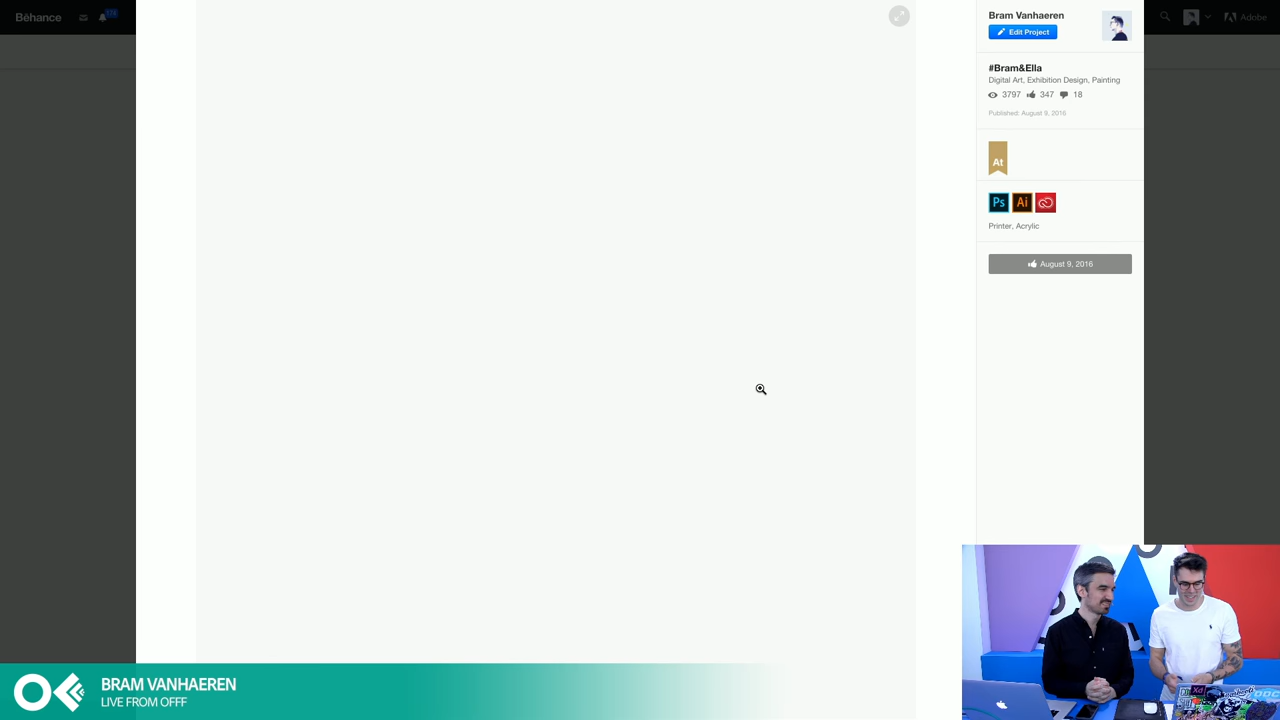 Bēhance
Adobe
Bram Vanhaeren
Edit Project
#Bram&Ella
Digital Art, Exhibition Design, Painting
3797 347 18
Published: August 9, 2016
At
Ps Ai
Printer, Acrylic
August 9, 2016
BRAM VANHAEREN
LIVE FROM OFFF